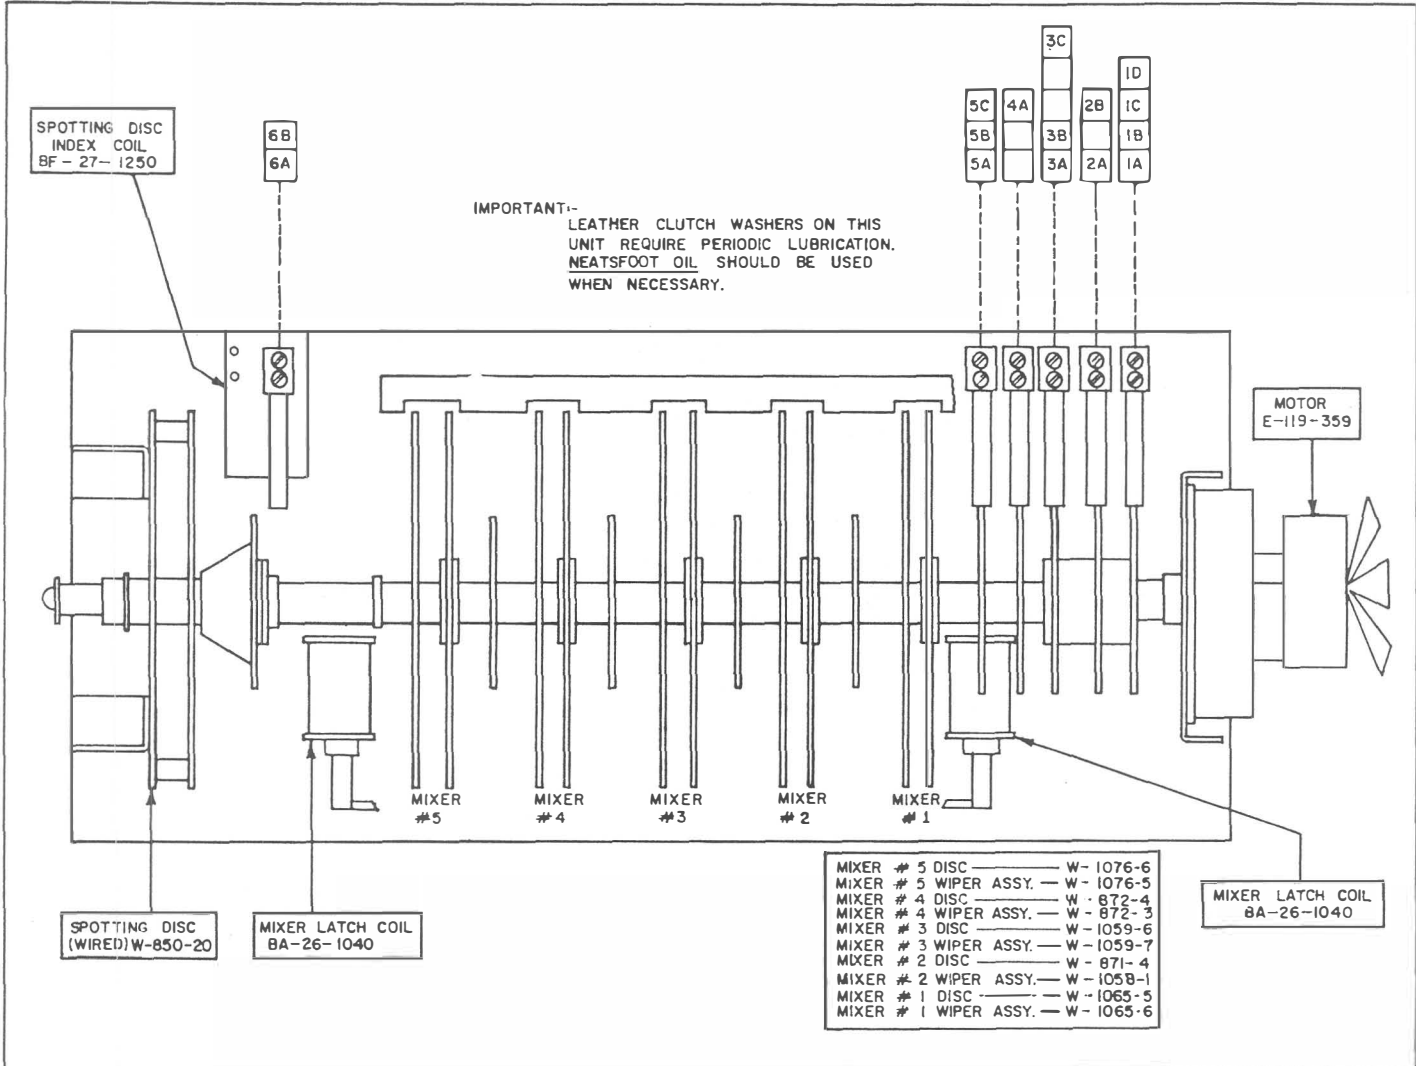 3C
1D
5C 4A 2B 1C
5B 3B 1B
5A 3A 2A 1A
SPOTTING DISC
INDEX COIL
BF-27-1250
6B
6A
IMPORTANT:-
LEATHER CLUTCH WASHERS ON THIS
UNIT REQUIRE PERIODIC LUBRICATION.
NEATSFOOT OIL SHOULD BE USED
WHEN NECESSARY.
MOTOR
E-119-359
MIXER
#5
MIXER
#4
MIXER
#3
MIXER
#2
MIXER
#1
MIXER # 5 DISC — W-1076-6
MIXER # 5 WIPER ASSY. — W-1076-5
MIXER # 4 DISC — W-872-4
MIXER # 4 WIPER ASSY. — W-872-3
MIXER # 3 DISC — W-1059-6
MIXER # 3 WIPER ASSY. — W-1059-7
MIXER # 2 DISC — W-871-4
MIXER # 2 WIPER ASSY. — W-1058-1
MIXER # 1 DISC — W-1065-5
MIXER # 1 WIPER ASSY. — W-1065-6
SPOTTING DISC
(WIRED) W-850-20
MIXER LATCH COIL
BA-26-1040
MIXER LATCH COIL
BA-26-1040